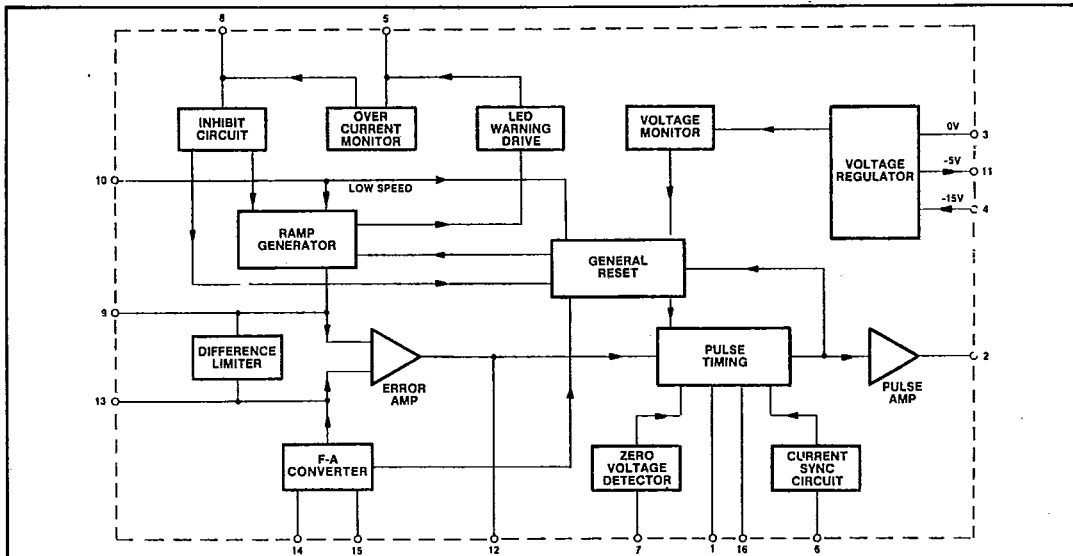 8
5
INHIBIT
CIRCUIT
OVER
CURRENT
MONITOR
LED
WARNING
DRIVE
VOLTAGE
MONITOR
VOLTAGE
REGULATOR
0V
3
-5V
11
-15V
4
10
LOW SPEED
RAMP
GENERATOR
GENERAL
RESET
9
DIFFERENCE
LIMITER
ERROR
AMP
PULSE
TIMING
PULSE
AMP
2
13
F-A
CONVERTER
ZERO
VOLTAGE
DETECTOR
CURRENT
SYNC
CIRCUIT
14
15
12
7
1
16
6